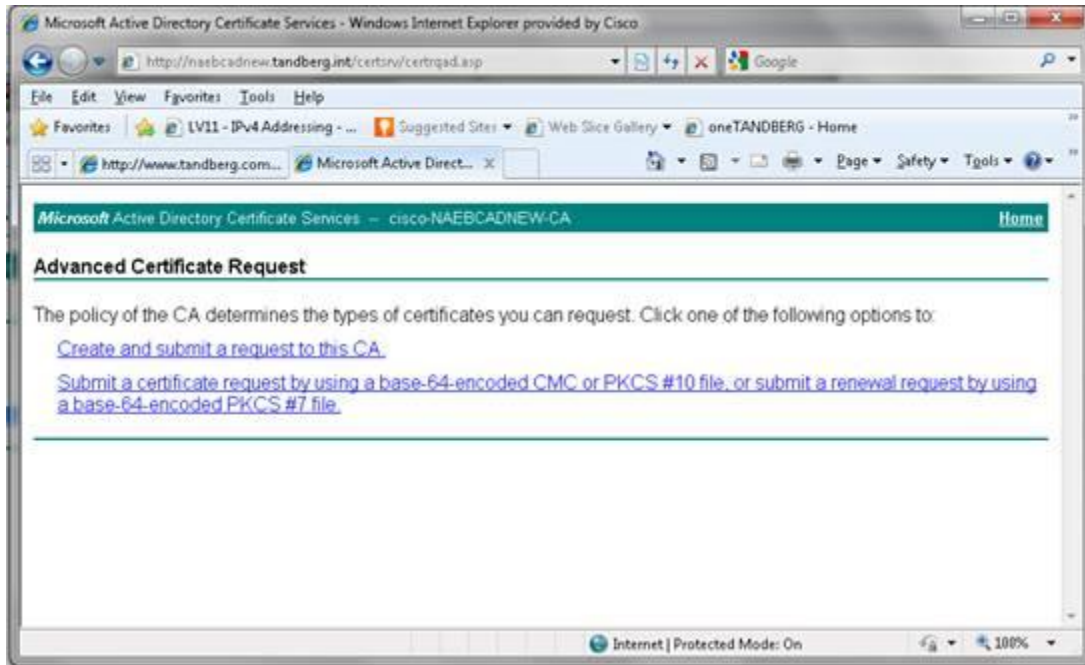 Microsoft Active Directory Certificate Services - Windows Internet Explorer provided by Cisco
http://naebcadnew.tandberg.int/certsrv/certrqad.asp
Google
File Edit View Favorites Tools Help
Favorites LV11 - IPv4 Addressing - ... Suggested Sites Web Slice Gallery oneTANDBERG - Home
http://www.tandberg.com... Microsoft Active Direct... X Page Safety Tools
Microsoft Active Directory Certificate Services -- cisco-NAEBCADNEW-CA Home
Advanced Certificate Request
The policy of the CA determines the types of certificates you can request. Click one of the following options to:
Create and submit a request to this CA.
Submit a certificate request by using a base-64-encoded CMC or PKCS #10 file, or submit a renewal request by using
a base-64-encoded PKCS #7 file.
Internet | Protected Mode: On 100%